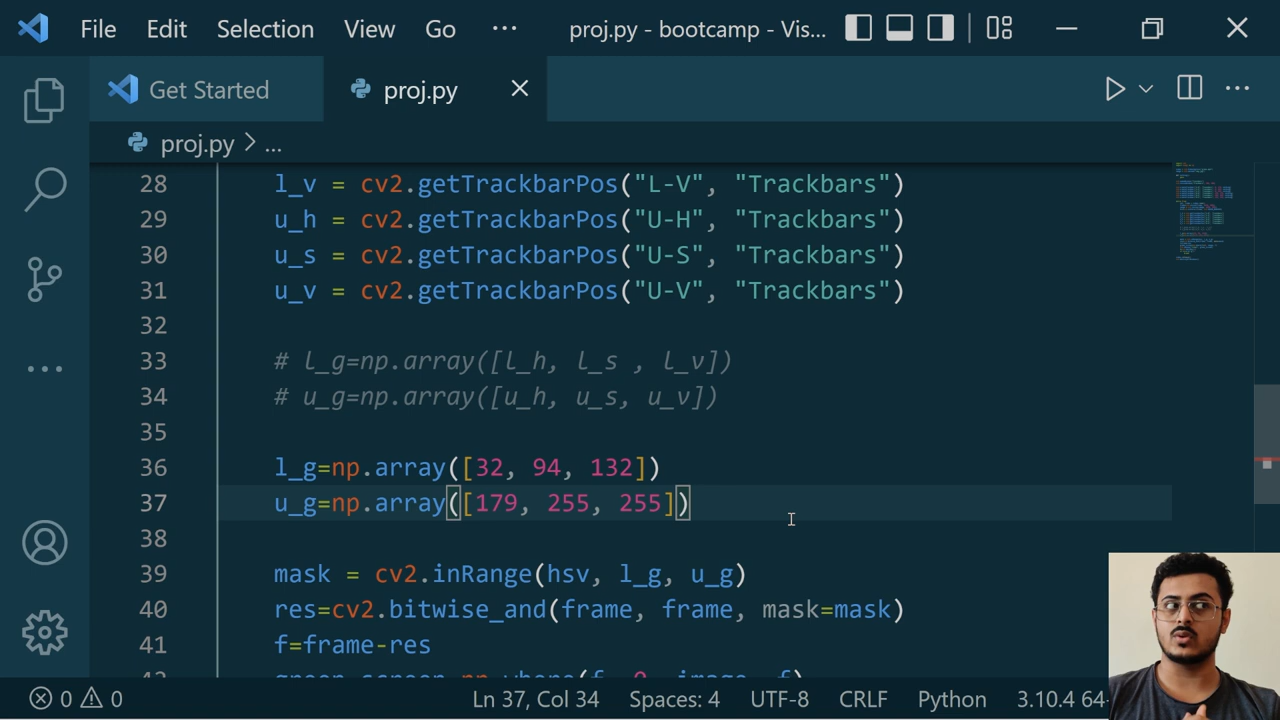 File Edit Selection View Go ... proj.py - bootcamp - Vis...
Get Started proj.py
proj.py > ...
28 l_v = cv2.getTrackbarPos("L-V", "Trackbars")
29 u_h = cv2.getTrackbarPos("U-H", "Trackbars")
30 u_s = cv2.getTrackbarPos("U-S", "Trackbars")
31 u_v = cv2.getTrackbarPos("U-V", "Trackbars")
32
33 # l_g=np.array([l_h, l_s , l_v])
34 # u_g=np.array([u_h, u_s, u_v])
35
36 l_g=np.array([32, 94, 132])
37 u_g=np.array([179, 255, 255])
38
39 mask = cv2.inRange(hsv, l_g, u_g)
40 res=cv2.bitwise_and(frame, frame, mask=mask)
41 f=frame-res
0 0 Ln 37, Col 34 Spaces: 4 UTF-8 CRLF Python 3.10.4 64-